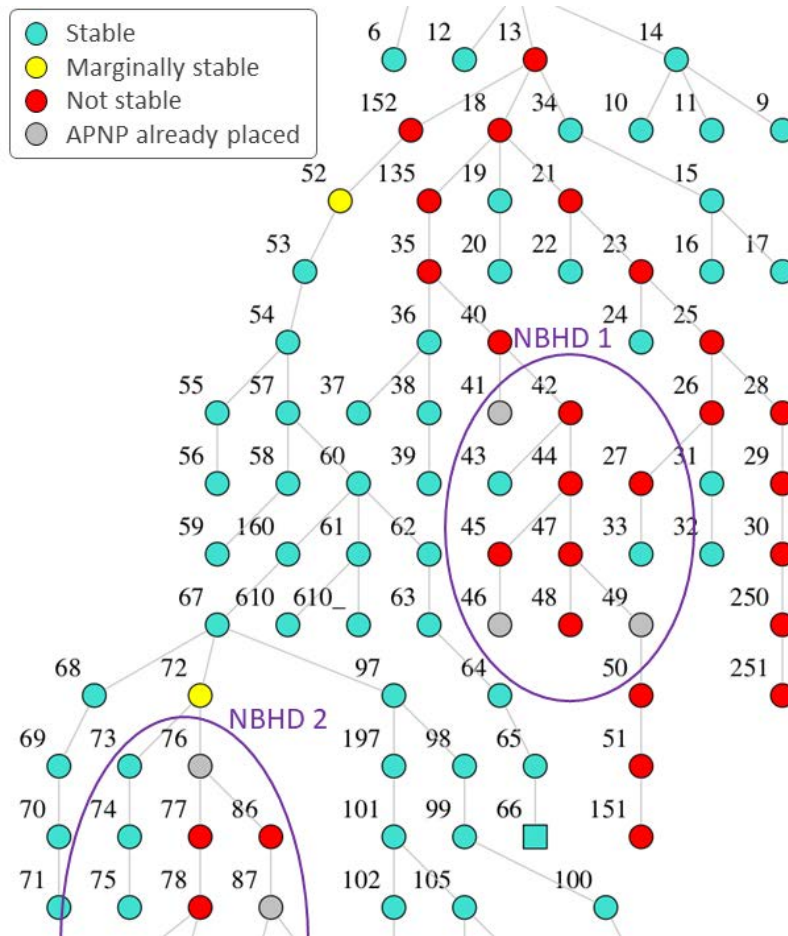 Stable
Marginally stable
Not stable
APNP already placed
6 12 13 14
152 18 34 10 11 9
52 135 19 21 15
53 35 20 22 23 16 17
54 36 40 24 25
NBHD 1
55 57 37 38 41 42 26 28
56 58 60 39 43 44 27 31 29
59 160 61 62 45 47 33 32 30
67 610 610_ 63 46 48 49 250
68 72 97 64 50 251
NBHD 2
69 73 76 197 98 65 51
70 74 77 86 101 99 66 151
71 75 78 87 102 105 100